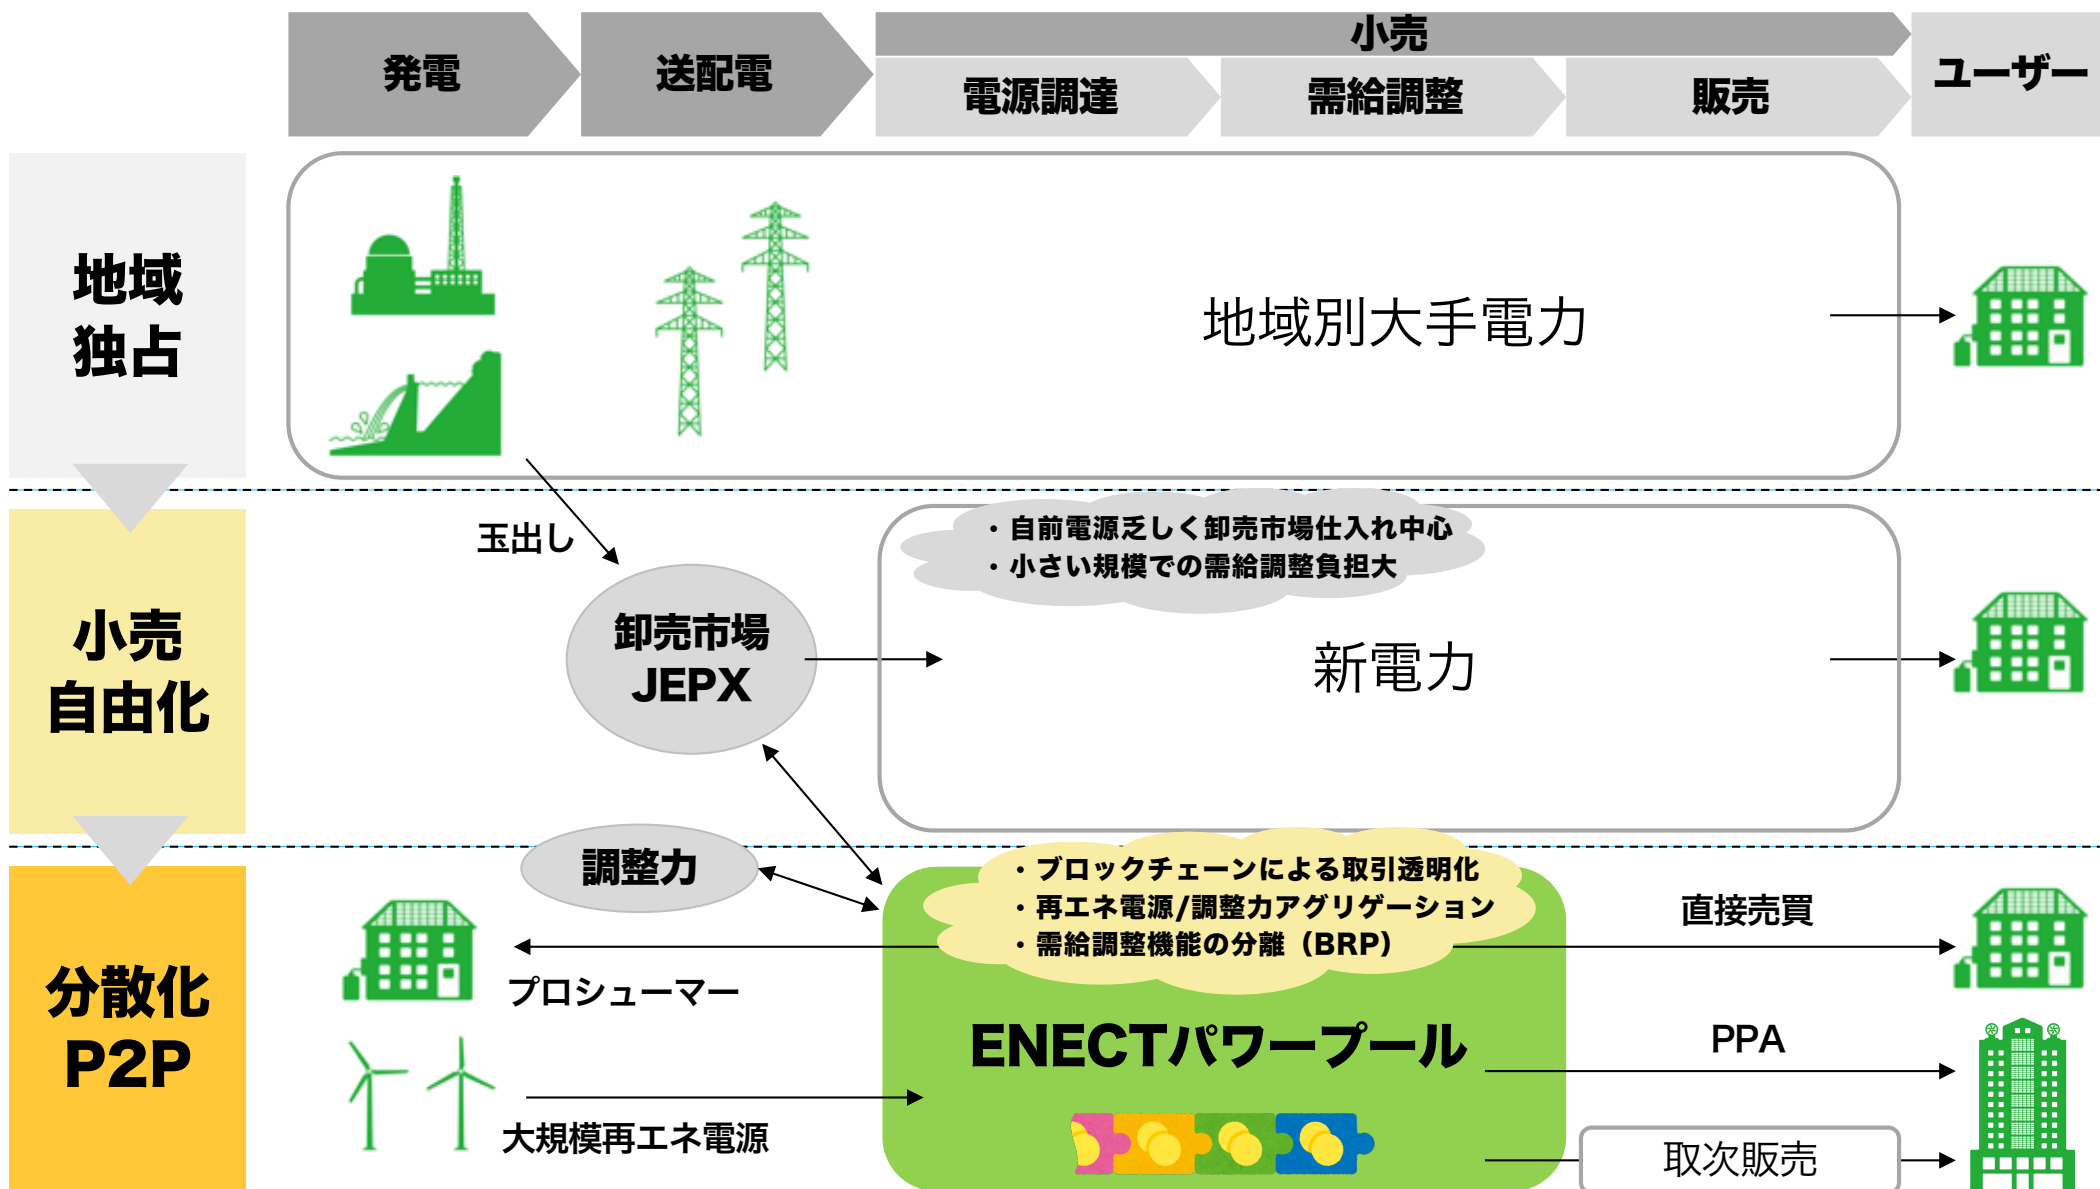 発電
送配電
小売
電源調達
需給調整
販売
ユーザー
地域
独占
地域別大手電力
玉出し
小売
自由化
卸売市場
JEPX
・自前電源乏しく卸売市場仕入れ中心
・小さい規模での需給調整負担大
新電力
調整力
分散化
P2P
プロシューマー
大規模再エネ電源
・ブロックチェーンによる取引透明化
・再エネ電源/調整力アグリゲーション
・需給調整機能の分離（BRP）
ENECTパワープール
直接売買
PPA
取次販売